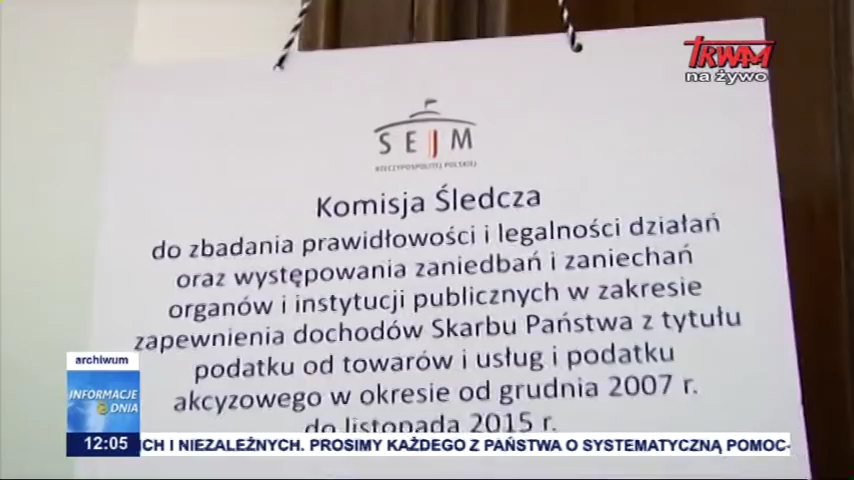 TRWAM
na żywo
SEJM
RZECZYPOSPOLITEJ POLSKIEJ
Komisja Śledcza
do zbadania prawidłowości i legalności działań
oraz występowania zaniedbań i zaniechań
organów i instytucji publicznych w zakresie
zapewnienia dochodów Skarbu Państwa z tytułu
podatku od towarów i usług i podatku
akcyzowego w okresie od grudnia 2007 r.
do listopada 2015 r.
archiwum
INFORMACJE
DNIA
12:05
ICH I NIEZALEŻNYCH. PROSIMY KAŻDEGO Z PAŃSTWA O SYSTEMATYCZNĄ POMOC-